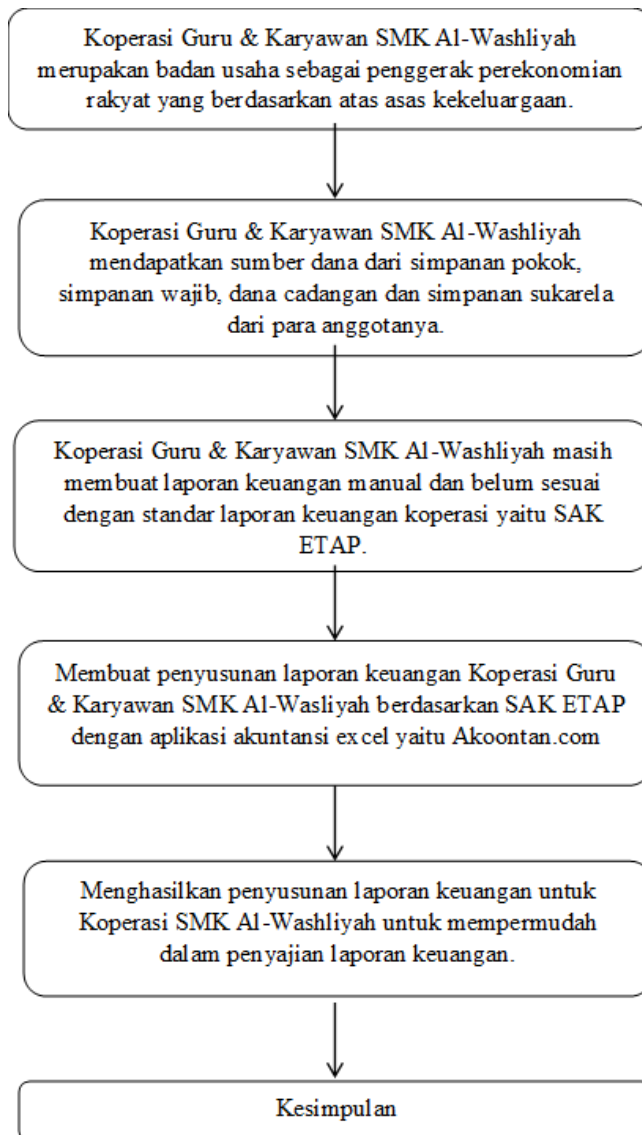 Koperasi Guru & Karyawan SMK Al-Washliyah
merupakan badan usaha sebagai penggerak perekonomian
rakyat yang berdasarkan atas asas kekeluargaan.
Koperasi Guru & Karyawan SMK Al-Washliyah
mendapatkan sumber dana dari simpanan pokok,
simpanan wajib, dana cadangan dan simpanan sukarela
dari para anggotanya.
Koperasi Guru & Karyawan SMK Al-Washliyah masih
membuat laporan keuangan manual dan belum sesuai
dengan standar laporan keuangan koperasi yaitu SAK
ETAP.
Membuat penyusunan laporan keuangan Koperasi Guru
& Karyawan SMK Al-Wasliyah berdasarkan SAK ETAP
dengan aplikasi akuntansi excel yaitu Akoontan.com
Menghasilkan penyusunan laporan keuangan untuk
Koperasi SMK Al-Washliyah untuk mempermudah
dalam penyajian laporan keuangan.
Kesimpulan